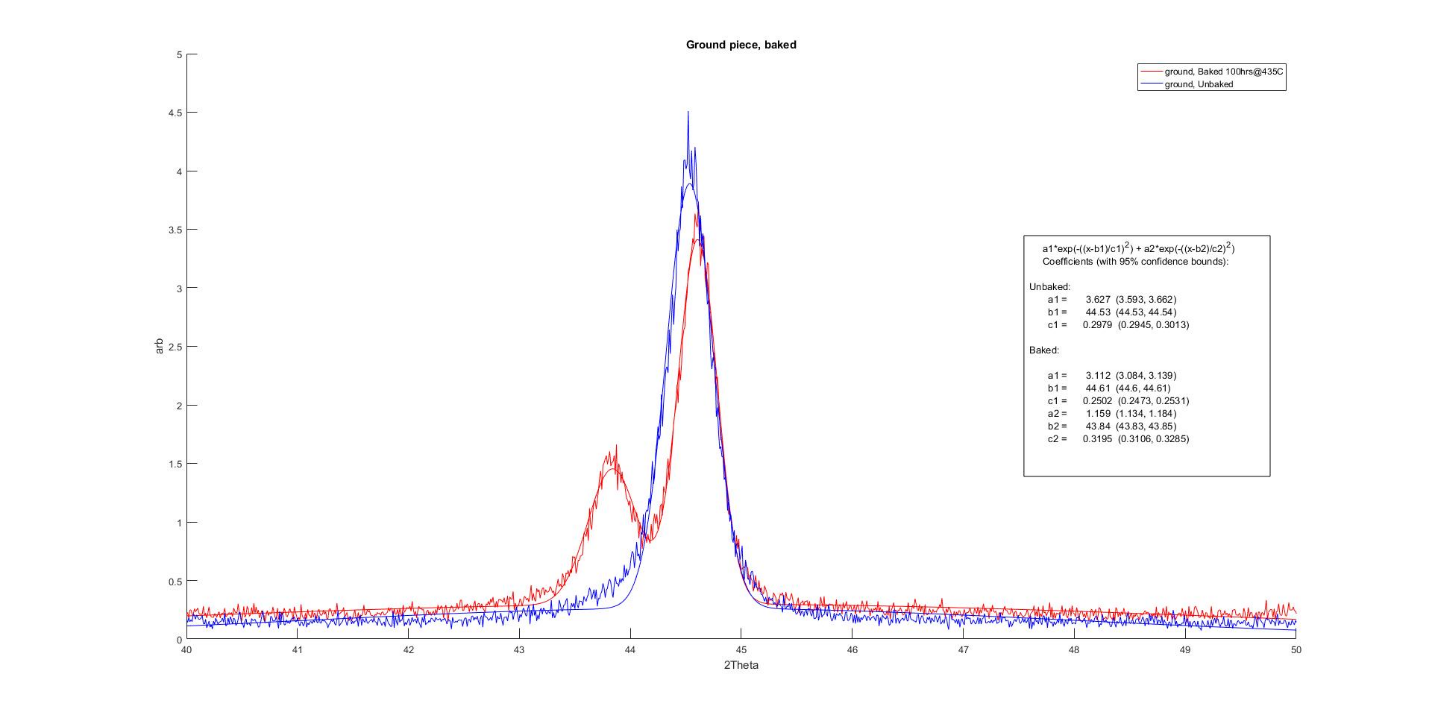 Ground piece, baked
ground, Baked 100hrs@435C
ground, Unbaked
5
4.5
4
3.5
3
2.5
2
1.5
1
0.5
0
arb
a1*exp(-((x-b1)/c1)²) + a2*exp(-((x-b2)/c2)²)
Coefficients (with 95% confidence bounds):
Unbaked:
a1 = 3.627 (3.593, 3.662)
b1 = 44.53 (44.53, 44.54)
c1 = 0.2979 (0.2945, 0.3013)
Baked:
a1 = 3.112 (3.084, 3.139)
b1 = 44.61 (44.6, 44.61)
c1 = 0.2502 (0.2473, 0.2531)
a2 = 1.159 (1.134, 1.184)
b2 = 43.84 (43.83, 43.85)
c2 = 0.3195 (0.3106, 0.3285)
40 41 42 43 44 45 46 47 48 49 50
2Theta